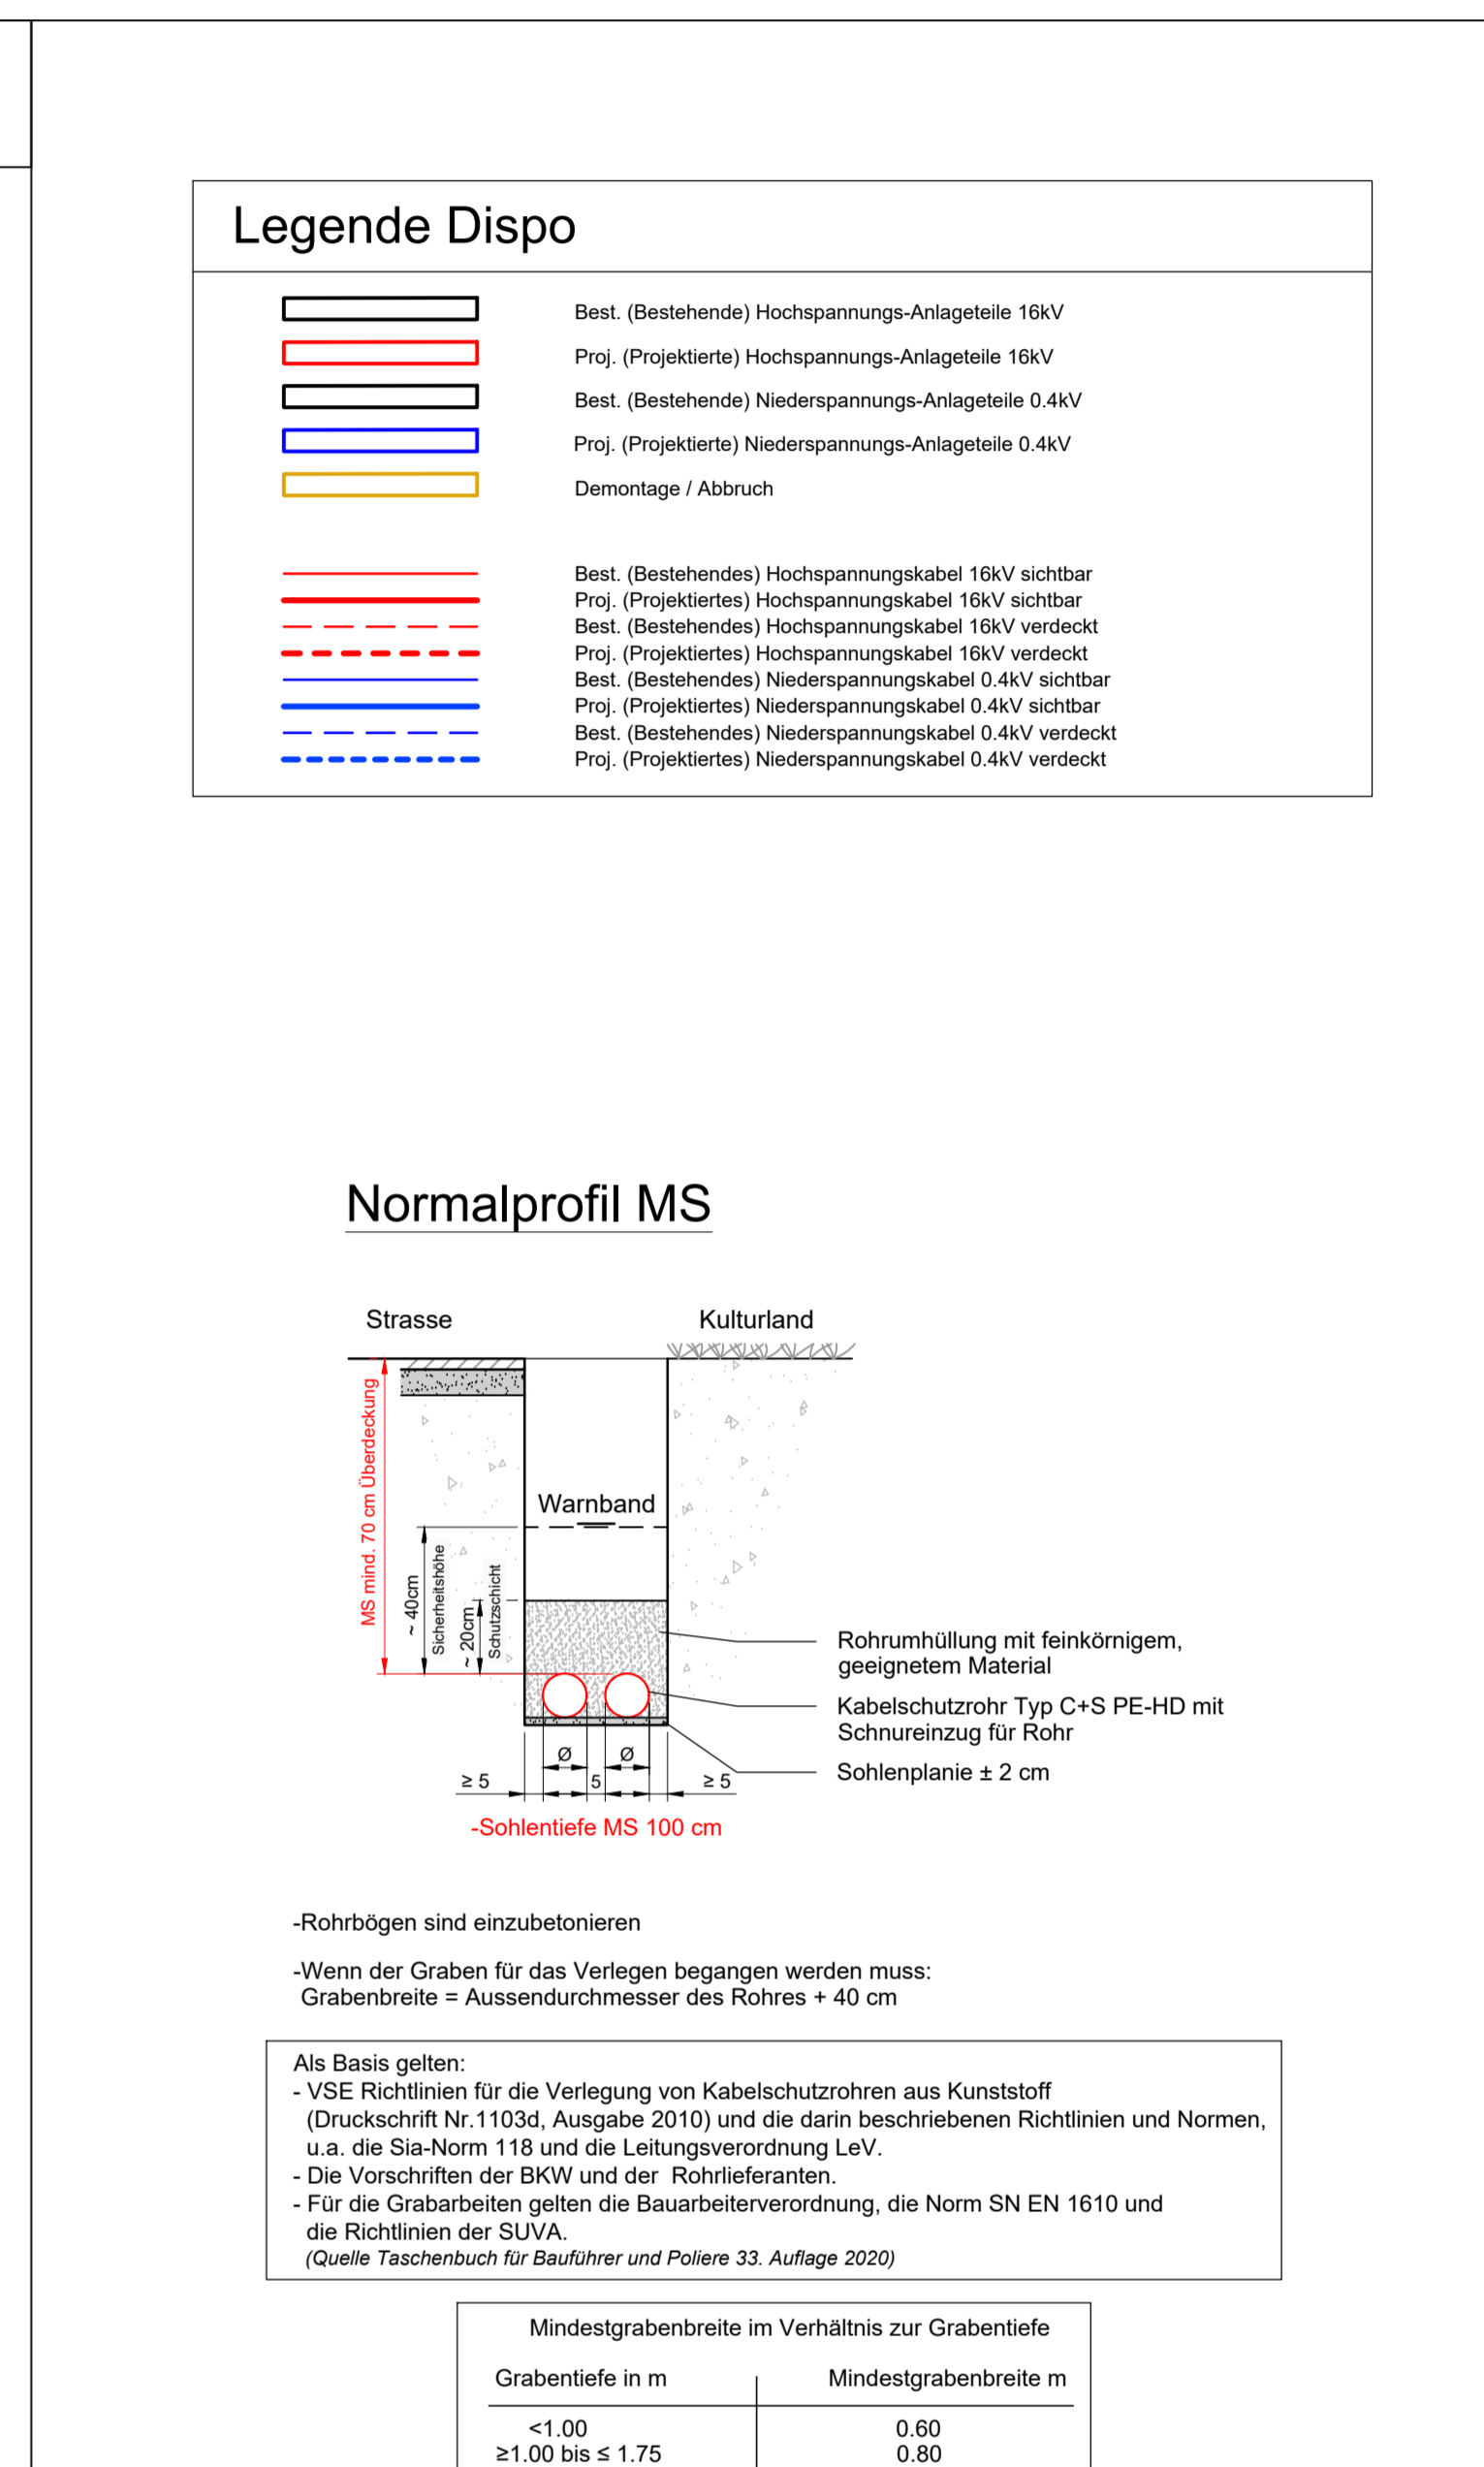 Legende Dispo
Best. (Bestehende) Hochspannungs-Anlageteile 16kV
Proj. (Projektierte) Hochspannungs-Anlageteile 16kV
Best. (Bestehende) Niederspannungs-Anlageteile 0.4kV
Proj. (Projektierte) Niederspannungs-Anlageteile 0.4kV
Demontage / Abbruch
Best. (Bestehendes) Hochspannungskabel 16kV sichtbar
Proj. (Projektiertes) Hochspannungskabel 16kV sichtbar
Best. (Bestehendes) Hochspannungskabel 16kV verdeckt
Proj. (Projektiertes) Hochspannungskabel 16kV verdeckt
Best. (Bestehendes) Niederspannungskabel 0.4kV sichtbar
Proj. (Projektiertes) Niederspannungskabel 0.4kV sichtbar
Best. (Bestehendes) Niederspannungskabel 0.4kV verdeckt
Proj. (Projektiertes) Niederspannungskabel 0.4kV verdeckt
Normalprofil MS
Strasse
Kulturland
MS mind. 70 cm Überdeckung
Warnband
~ 40cm
Sicherheitshöhe
~ 20cm
Schutzschicht
Rohrumhüllung mit feinkörnigem,
geeignetem Material
Kabelschutzrohr Typ C+S PE-HD mit
Schnureinzug für Rohr
Sohlenplanie ± 2 cm
Ø Ø
≥ 5 5 ≥ 5
-Sohlentiefe MS 100 cm
-Rohrbögen sind einzubetonieren
-Wenn der Graben für das Verlegen begangen werden muss:
Grabenbreite = Aussendurchmesser des Rohres + 40 cm
Als Basis gelten:
- VSE Richtlinien für die Verlegung von Kabelschutzrohren aus Kunststoff
(Druckschrift Nr.1103d, Ausgabe 2010) und die darin beschriebenen Richtlinien und Normen,
u.a. die Sia-Norm 118 und die Leitungsverordnung LeV.
- Die Vorschriften der BKW und der Rohrlieferanten.
- Für die Grabarbeiten gelten die Bauarbeiterverordnung, die Norm SN EN 1610 und
die Richtlinien der SUVA.
(Quelle Taschenbuch für Bauführer und Poliere 33. Auflage 2020)
Mindestgrabenbreite im Verhältnis zur Grabentiefe
Grabentiefe in m Mindestgrabenbreite m
<1.00 0.60
≥1.00 bis ≤ 1.75 0.80